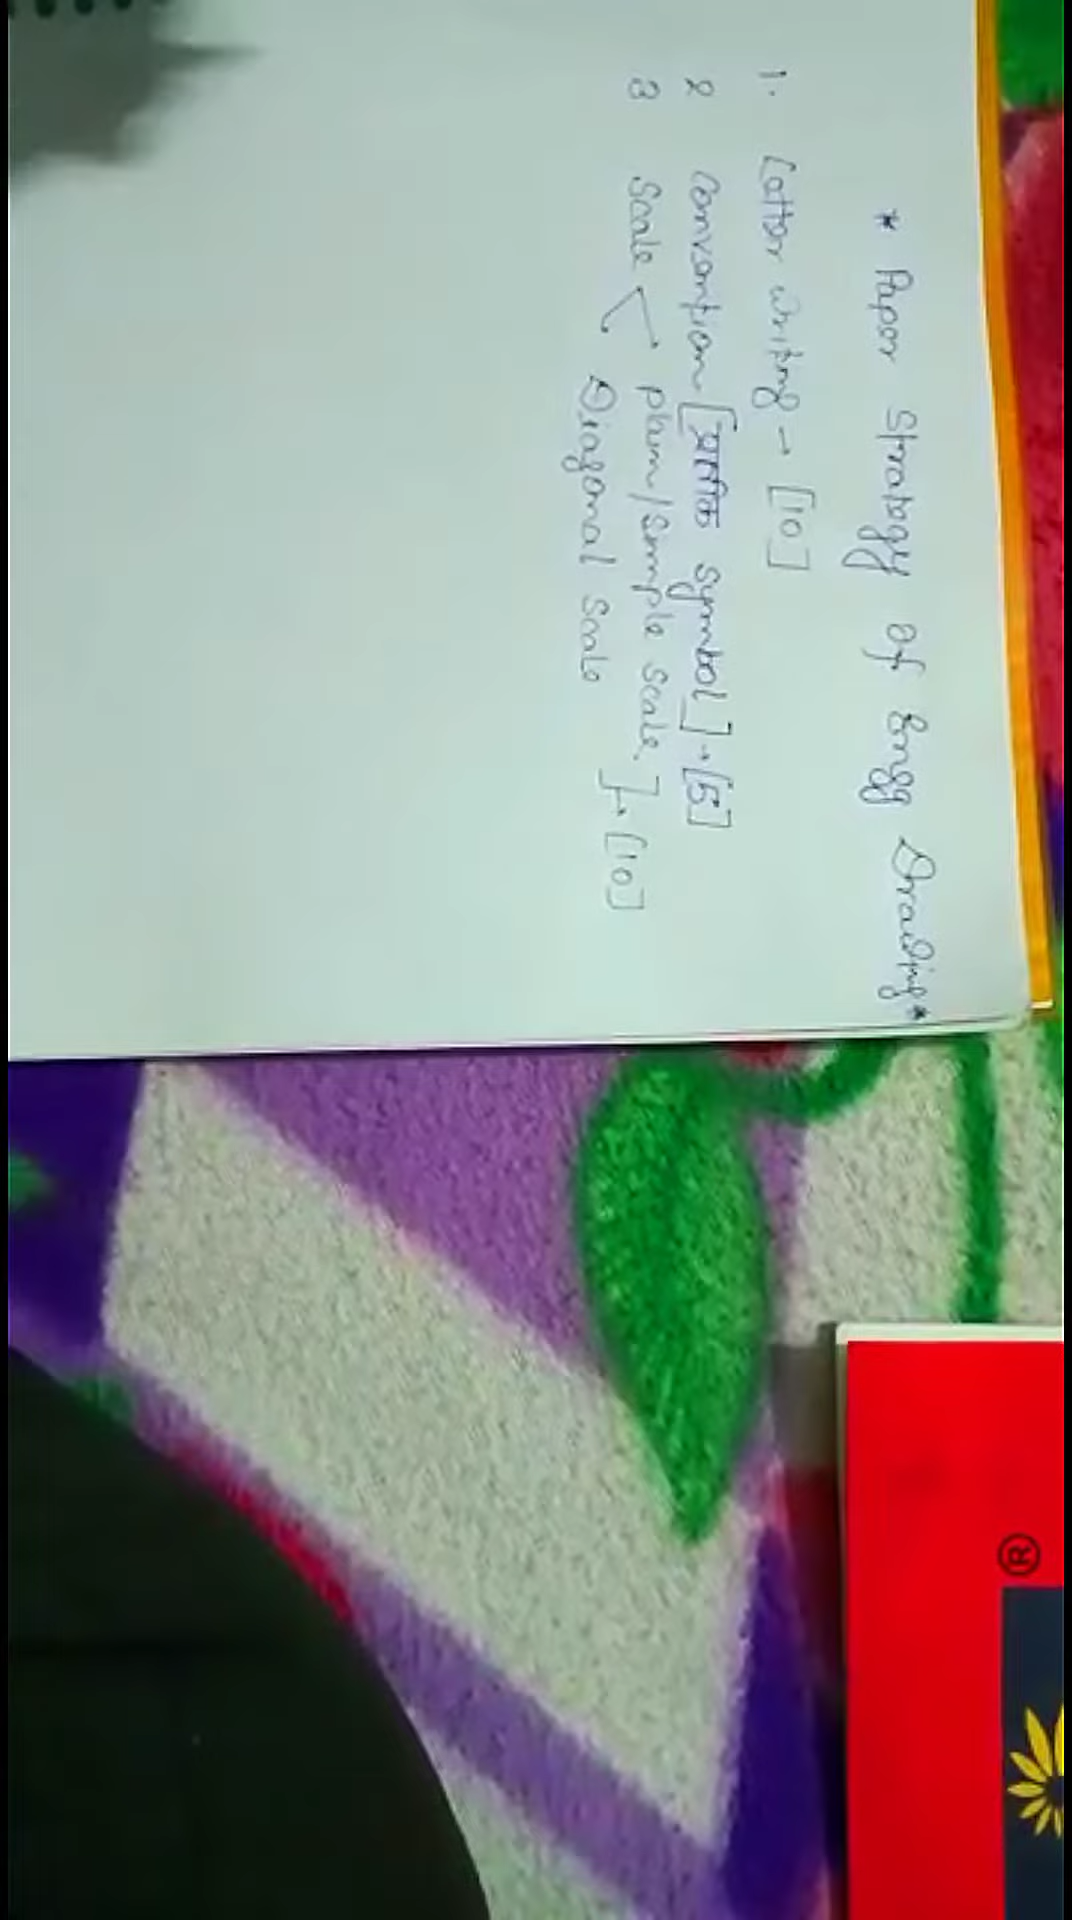 * Paper Strategy of Engg Drawing *
1. Latter writing → [10]
2 Convention [प्रतीक symbol] → [5]
3 Scale plain/simple scale, } → [10]
Diagonal Scale
®